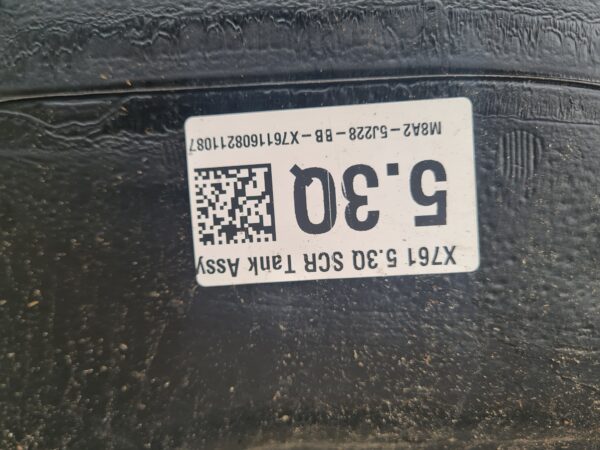 X761 5.3Q SCR Tank Assy
5.3Q
M8A2-5J228-BB-X7611608211087